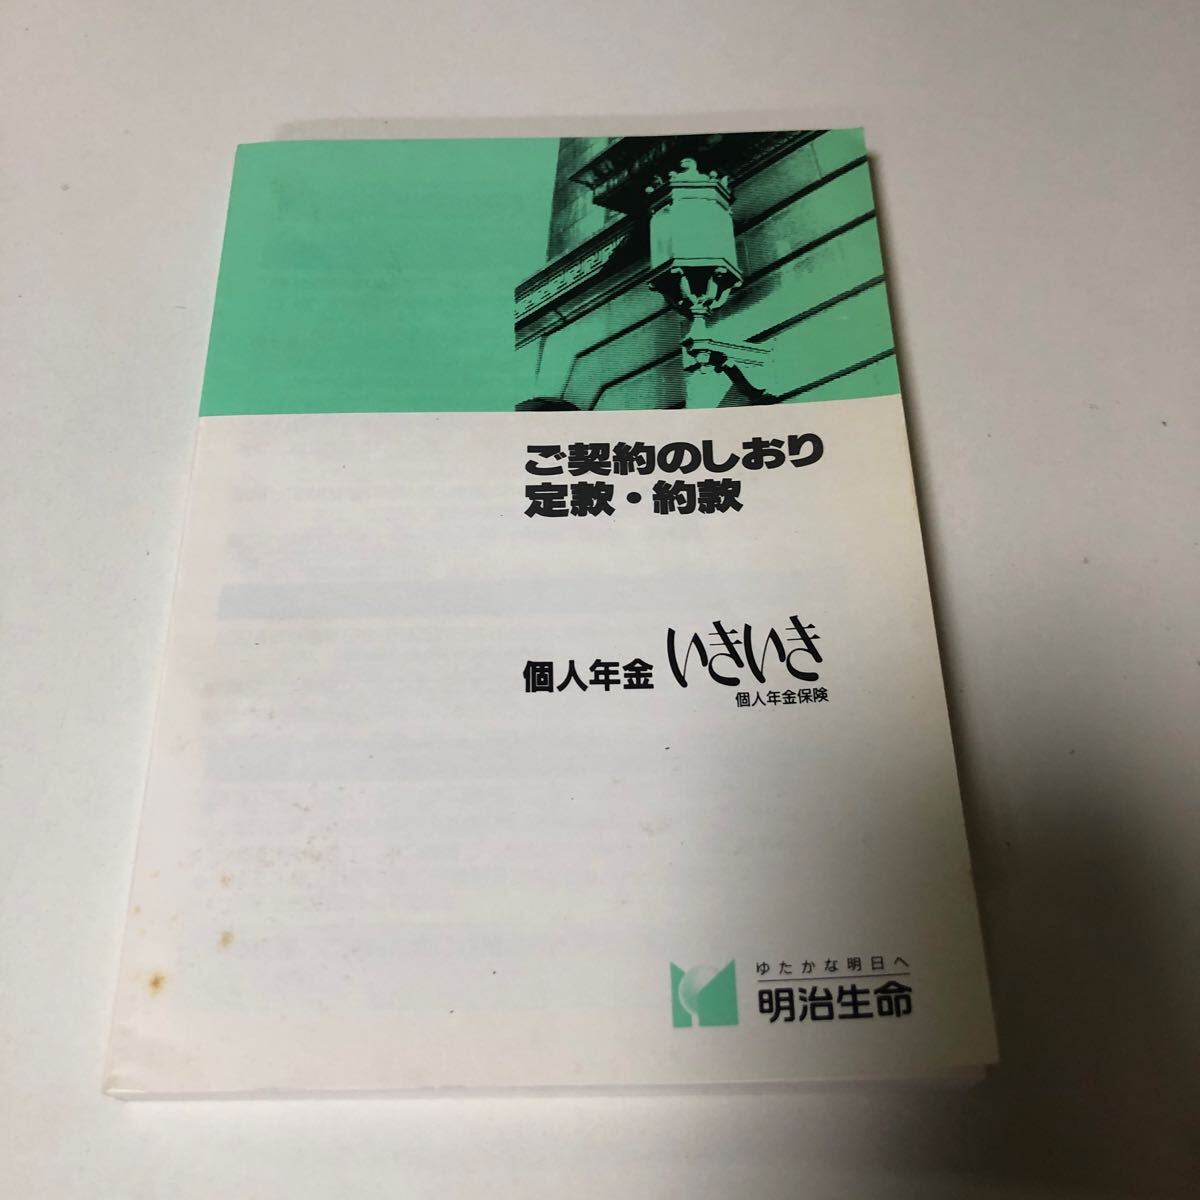 ご契約のしおり
定款・約款
個人年金 いきいき
個人年金保険
ゆたかな明日へ
明治生命